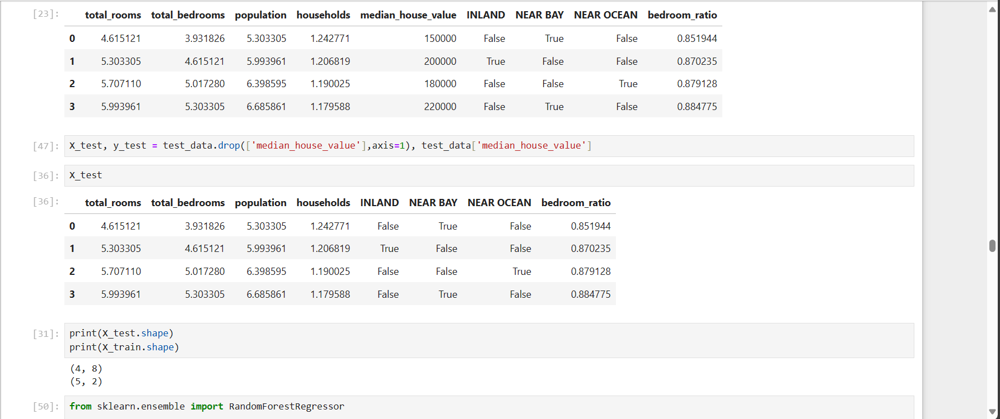 [23]: total_rooms total_bedrooms population households median_house_value INLAND NEAR BAY NEAR OCEAN bedroom_ratio
0 4.615121 3.931826 5.303305 1.242771 150000 False True False 0.851944
1 5.303305 4.615121 5.993961 1.206819 200000 True False False 0.870235
2 5.707110 5.017280 6.398595 1.190025 180000 False False True 0.879128
3 5.993961 5.303305 6.685861 1.179588 220000 False True False 0.884775
[47]: X_test, y_test = test_data.drop(['median_house_value'],axis=1), test_data['median_house_value']
[36]: X_test
[36]: total_rooms total_bedrooms population households INLAND NEAR BAY NEAR OCEAN bedroom_ratio
0 4.615121 3.931826 5.303305 1.242771 False True False 0.851944
1 5.303305 4.615121 5.993961 1.206819 True False False 0.870235
2 5.707110 5.017280 6.398595 1.190025 False False True 0.879128
3 5.993961 5.303305 6.685861 1.179588 False True False 0.884775
[31]: print(X_test.shape)
print(X_train.shape)
(4, 8)
(5, 2)
[50]: from sklearn.ensemble import RandomForestRegressor